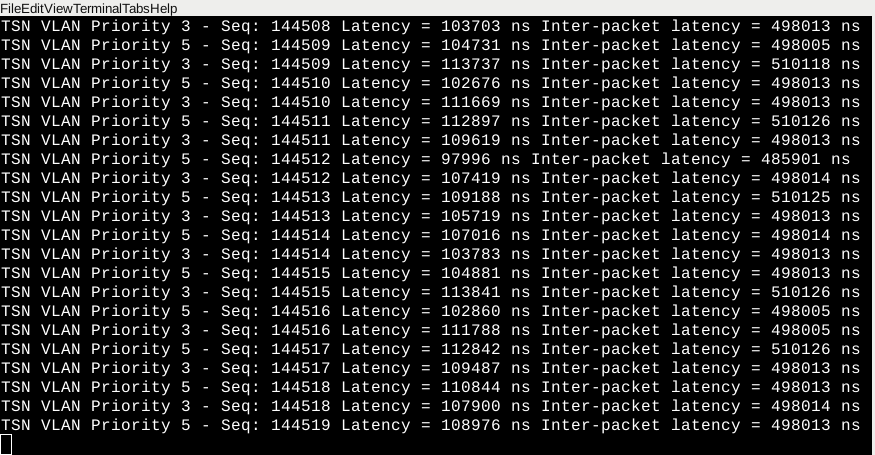 FileEditViewTerminalTabsHelp
TSN VLAN Priority 3 - Seq: 144508 Latency = 103703 ns Inter-packet latency = 498013 ns
TSN VLAN Priority 5 - Seq: 144509 Latency = 104731 ns Inter-packet latency = 498005 ns
TSN VLAN Priority 3 - Seq: 144509 Latency = 113737 ns Inter-packet latency = 510118 ns
TSN VLAN Priority 5 - Seq: 144510 Latency = 102676 ns Inter-packet latency = 498013 ns
TSN VLAN Priority 3 - Seq: 144510 Latency = 111669 ns Inter-packet latency = 498013 ns
TSN VLAN Priority 5 - Seq: 144511 Latency = 112897 ns Inter-packet latency = 510126 ns
TSN VLAN Priority 3 - Seq: 144511 Latency = 109619 ns Inter-packet latency = 498013 ns
TSN VLAN Priority 5 - Seq: 144512 Latency = 97996 ns Inter-packet latency = 485901 ns
TSN VLAN Priority 3 - Seq: 144512 Latency = 107419 ns Inter-packet latency = 498014 ns
TSN VLAN Priority 5 - Seq: 144513 Latency = 109188 ns Inter-packet latency = 510125 ns
TSN VLAN Priority 3 - Seq: 144513 Latency = 105719 ns Inter-packet latency = 498013 ns
TSN VLAN Priority 5 - Seq: 144514 Latency = 107016 ns Inter-packet latency = 498014 ns
TSN VLAN Priority 3 - Seq: 144514 Latency = 103783 ns Inter-packet latency = 498013 ns
TSN VLAN Priority 5 - Seq: 144515 Latency = 104881 ns Inter-packet latency = 498013 ns
TSN VLAN Priority 3 - Seq: 144515 Latency = 113841 ns Inter-packet latency = 510126 ns
TSN VLAN Priority 5 - Seq: 144516 Latency = 102860 ns Inter-packet latency = 498005 ns
TSN VLAN Priority 3 - Seq: 144516 Latency = 111788 ns Inter-packet latency = 498005 ns
TSN VLAN Priority 5 - Seq: 144517 Latency = 112842 ns Inter-packet latency = 510126 ns
TSN VLAN Priority 3 - Seq: 144517 Latency = 109487 ns Inter-packet latency = 498013 ns
TSN VLAN Priority 5 - Seq: 144518 Latency = 110844 ns Inter-packet latency = 498013 ns
TSN VLAN Priority 3 - Seq: 144518 Latency = 107900 ns Inter-packet latency = 498014 ns
TSN VLAN Priority 5 - Seq: 144519 Latency = 108976 ns Inter-packet latency = 498013 ns